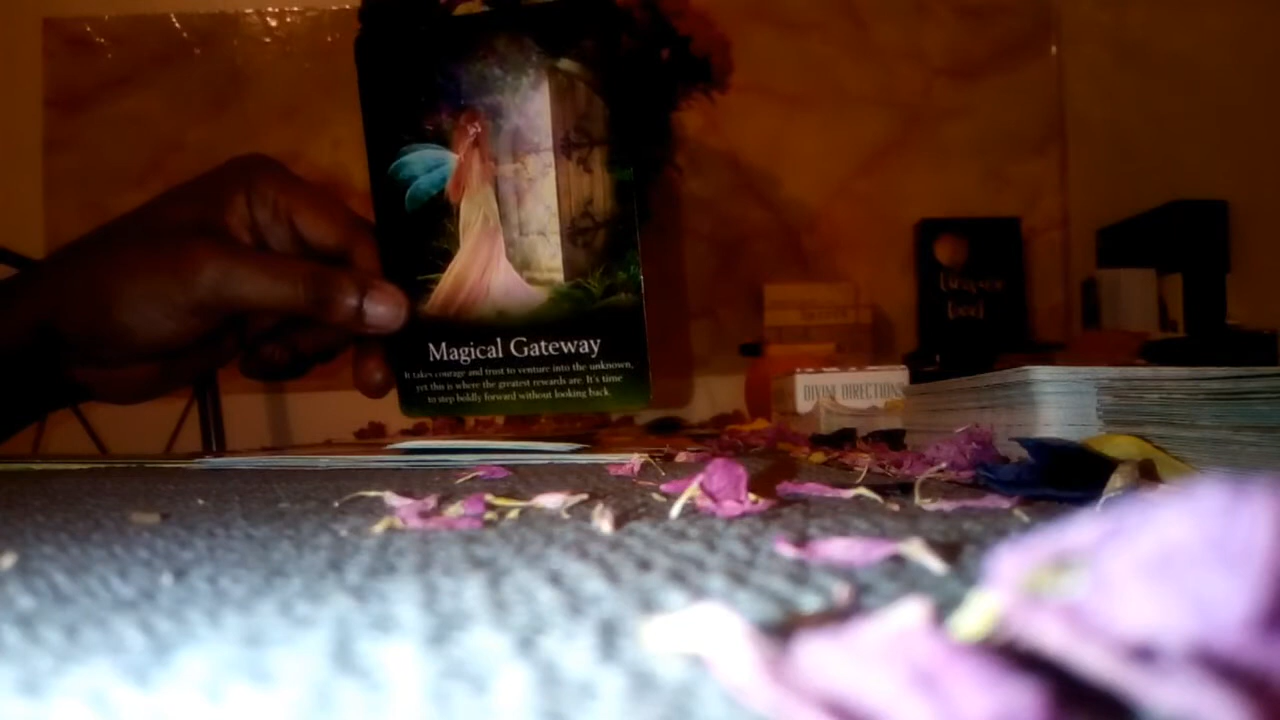 Magical Gateway
It takes courage and trust to venture into the unknown,
yet this is where the greatest rewards are. It's time
to step boldly forward without looking back.
DIVINE DIRECTIONS